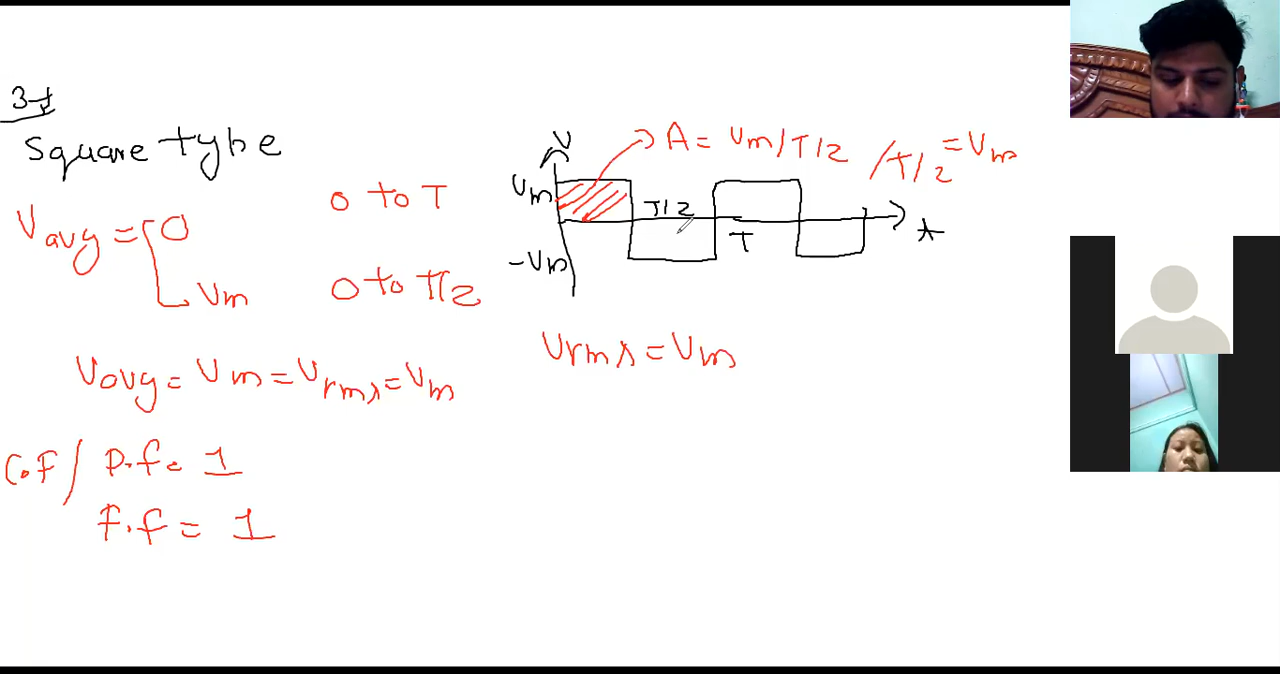 3-f
Square type
Vavg = 0 0 to T
Vm 0 to T/2
Vavg = Vm = Vrms = Vm
C.F / P.f = 1
F.f = 1
V
Vm
-Vm
T/2
T
t
A = Vm/T/2 /T/2 = Vm
Vrms = Vm